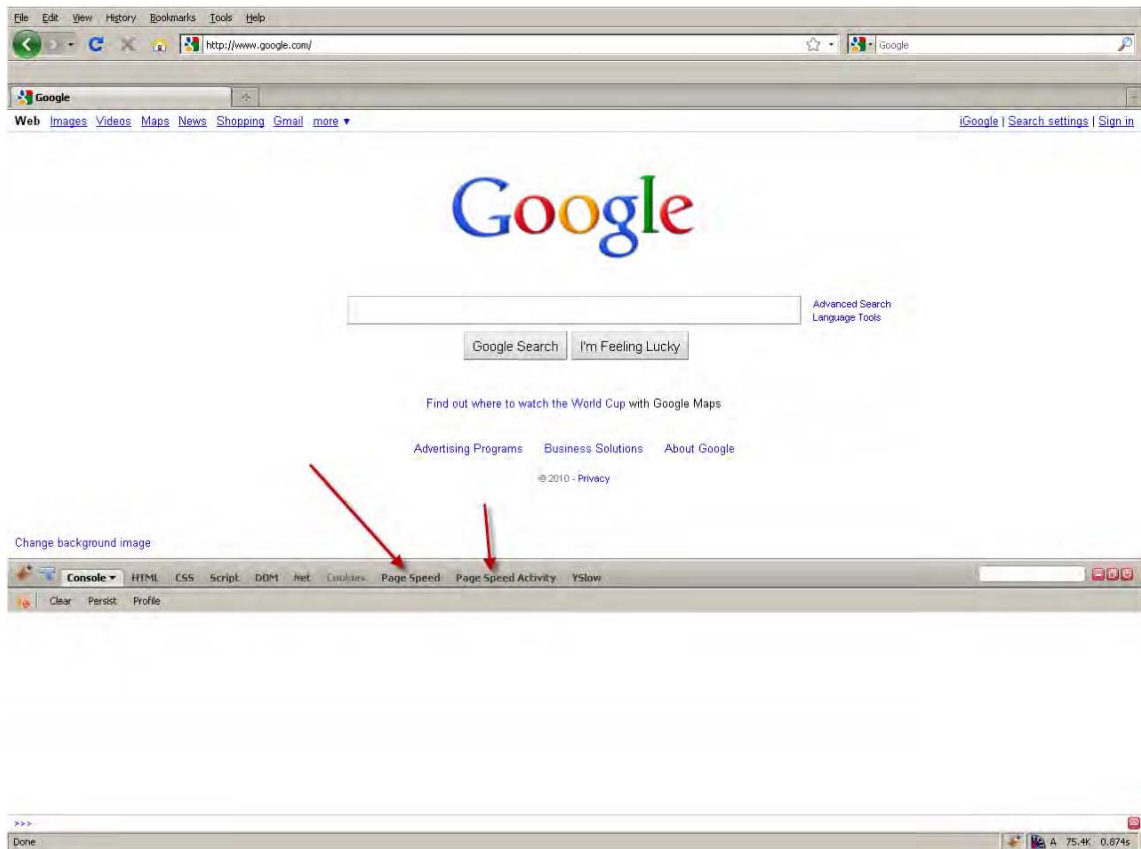 File Edit View History Bookmarks Tools Help
http://www.google.com/
Google
Google
Web Images Videos Maps News Shopping Gmail more ▼
iGoogle | Search settings | Sign in
Google
Advanced Search
Language Tools
Google Search
I'm Feeling Lucky
Find out where to watch the World Cup with Google Maps
Advertising Programs Business Solutions About Google
© 2010 - Privacy
Change background image
Console ▼ HTML CSS Script DOM Net Cookies Page Speed Page Speed Activity YSlow
Clear Persist Profile
>>>
Done
A 75.4K 0.874s